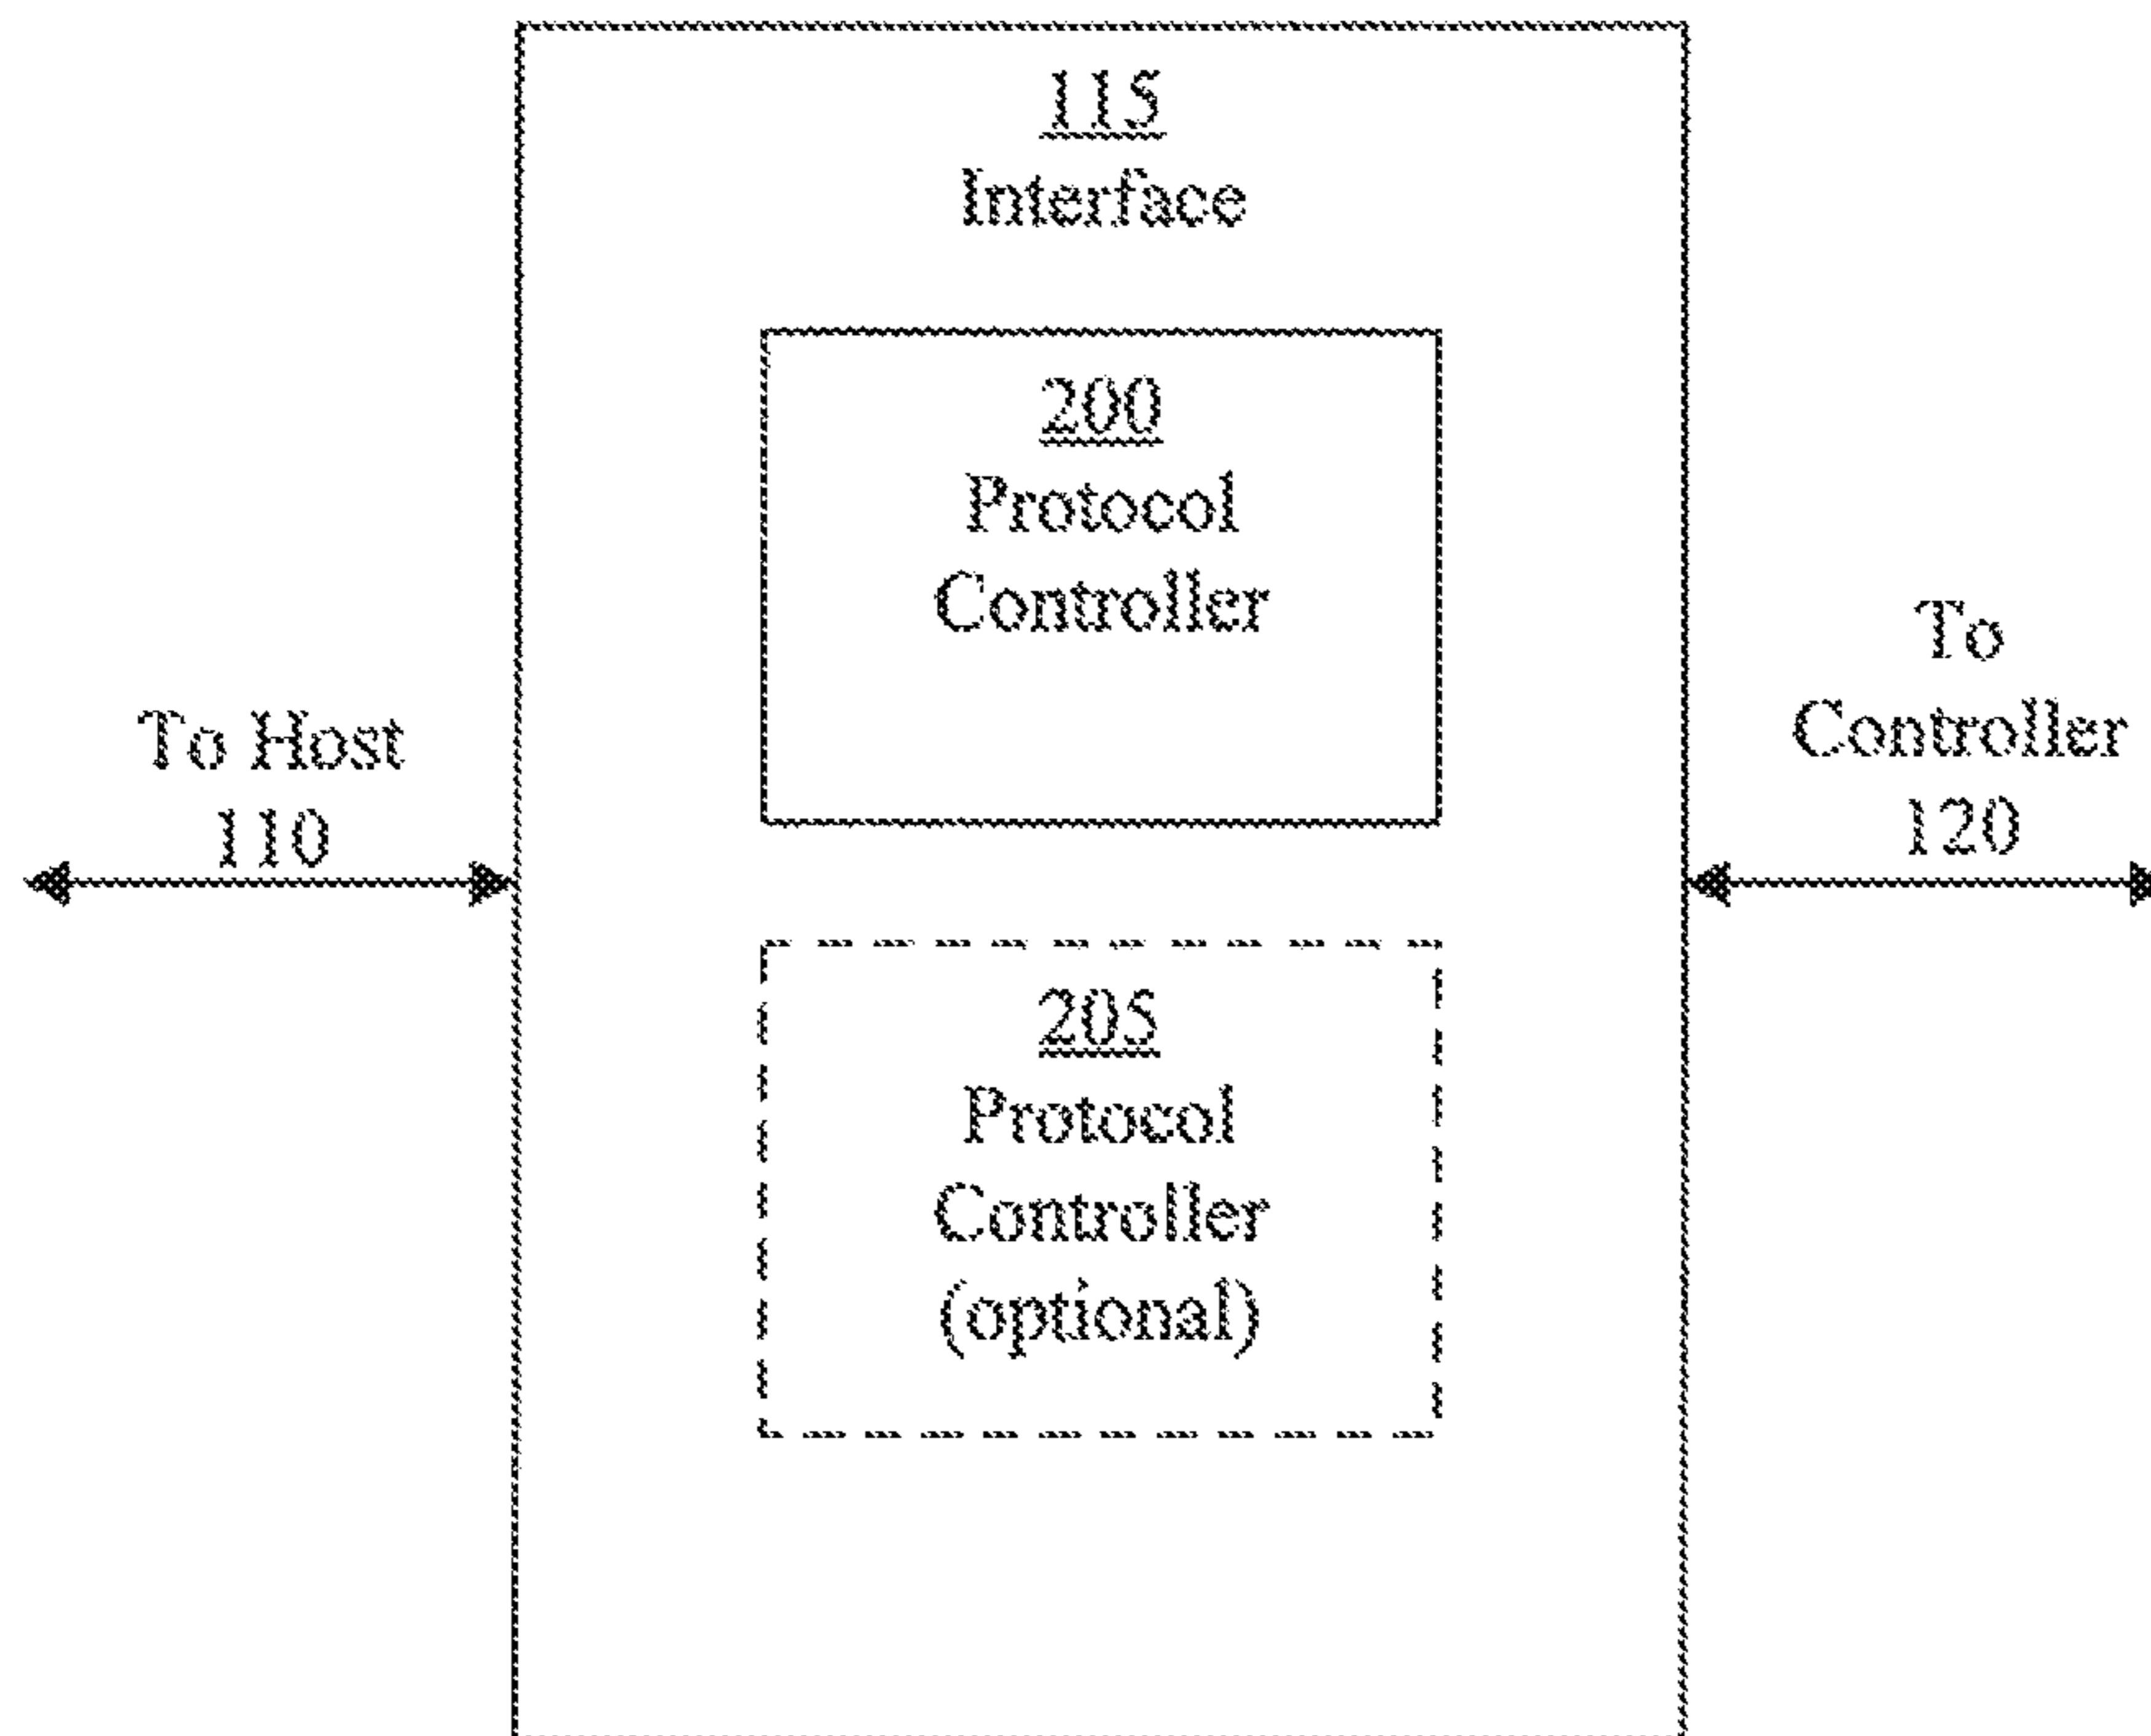 115
Interface
200
Protocol
Controller
To
Controller
120
To Host
110
205
Protocol
Controller
(optional)